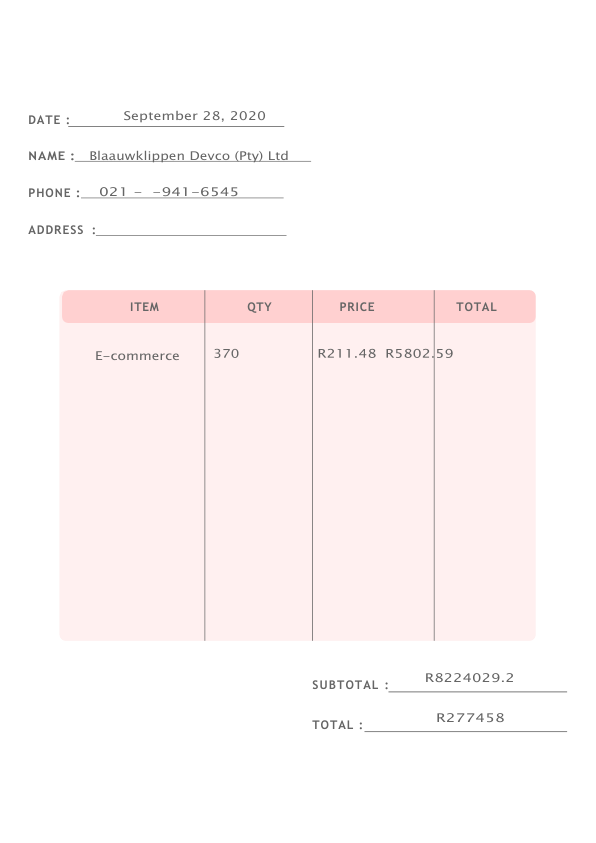 DATE : September 28, 2020
NAME : Blaauwklippen Devco (Pty) Ltd
PHONE : 021 - -941-6545
ADDRESS :
ITEM QTY PRICE TOTAL
E-commerce 370 R211.48 R5802.59
SUBTOTAL : R8224029.2
TOTAL : R277458